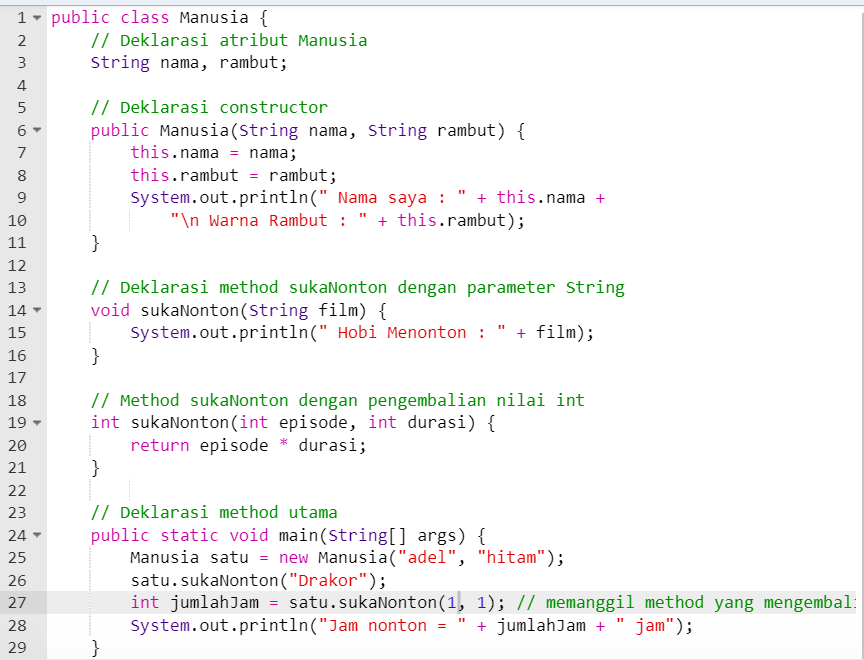 1 public class Manusia {
2     // Deklarasi atribut Manusia
3     String nama, rambut;
4
5     // Deklarasi constructor
6     public Manusia(String nama, String rambut) {
7         this.nama = nama;
8         this.rambut = rambut;
9         System.out.println(" Nama saya : " + this.nama +
10             "\n Warna Rambut : " + this.rambut);
11     }
12
13     // Deklarasi method sukaNonton dengan parameter String
14     void sukaNonton(String film) {
15         System.out.println(" Hobi Menonton : " + film);
16     }
17
18     // Method sukaNonton dengan pengembalian nilai int
19     int sukaNonton(int episode, int durasi) {
20         return episode * durasi;
21     }
22
23     // Deklarasi method utama
24     public static void main(String[] args) {
25         Manusia satu = new Manusia("adel", "hitam");
26         satu.sukaNonton("Drakor");
27         int jumlahJam = satu.sukaNonton(1, 1); // memanggil method yang mengembal
28         System.out.println("Jam nonton = " + jumlahJam + " jam");
29     }